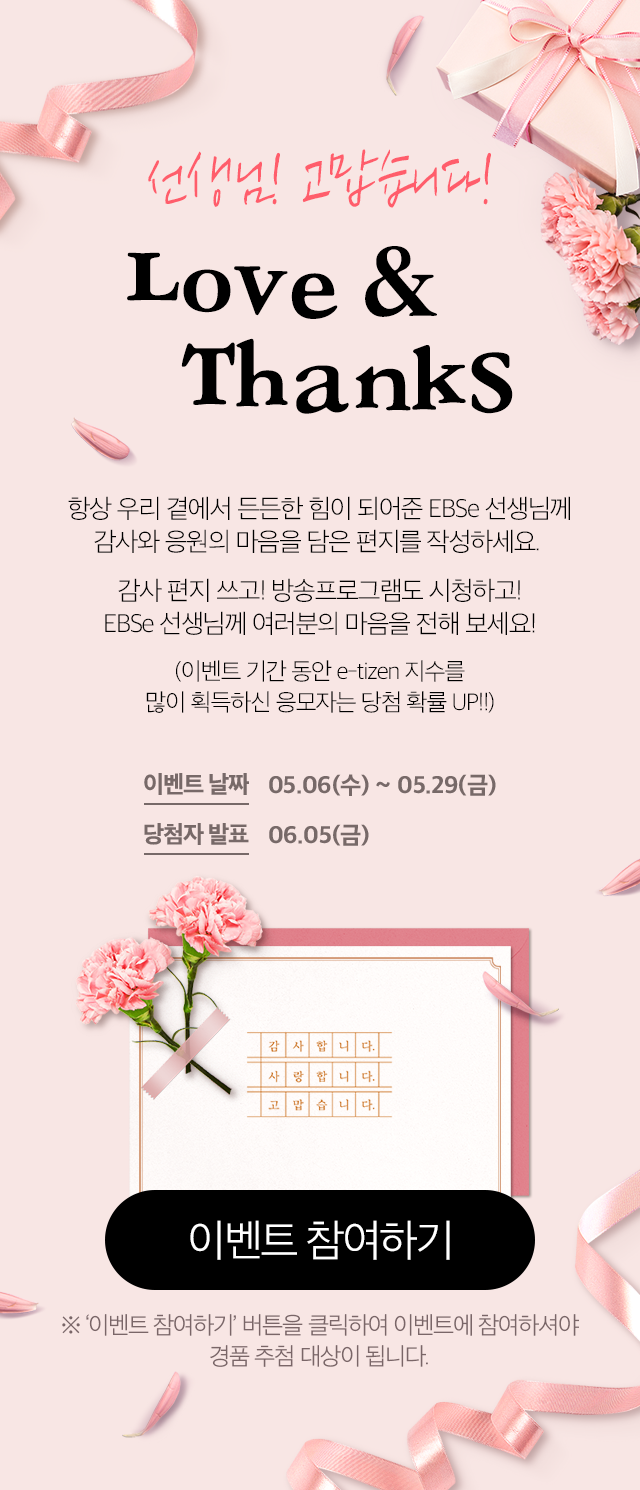 선생님! 고맙습니다!
Love &
Thanks
항상 우리 곁에서 든든한 힘이 되어준 EBSe 선생님께
감사와 응원의 마음을 담은 편지를 작성하세요.
감사 편지 쓰고! 방송프로그램도 시청하고!
EBSe 선생님께 여러분의 마음을 전해 보세요!
(이벤트 기간 동안 e-tizen 지수를
많이 획득하신 응모자는 당첨 확률 UP!!)
이벤트 날짜 05.06(수) ~ 05.29(금)
당첨자 발표 06.05(금)
감사합니다.
사랑합니다.
고맙습니다.
이벤트 참여하기
※ ‘이벤트 참여하기’ 버튼을 클릭하여 이벤트에 참여하셔야
경품 추첨 대상이 됩니다.